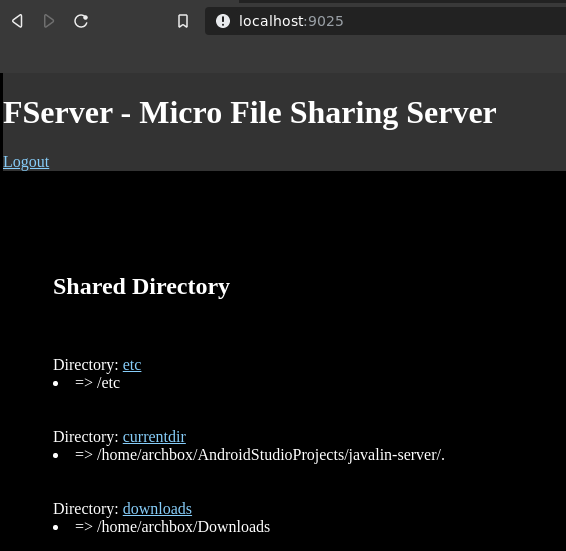 localhost:9025
FServer - Micro File Sharing Server
Logout
Shared Directory
Directory: etc
=> /etc
Directory: currentdir
=> /home/archbox/AndroidStudioProjects/javalin-server/.
Directory: downloads
=> /home/archbox/Downloads